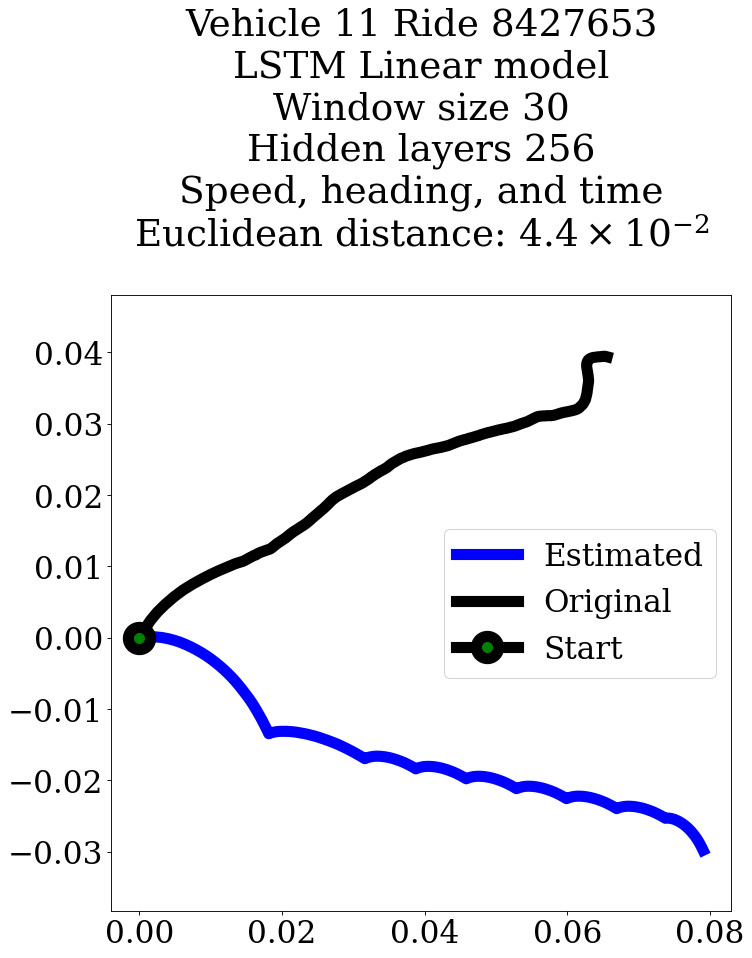 Vehicle 11 Ride 8427653
LSTM Linear model
Window size 30
Hidden layers 256
Speed, heading, and time
Euclidean distance: 4.4 × 10⁻²
0.04
0.03
0.02
0.01
0.00
−0.01
−0.02
−0.03
Estimated
Original
Start
0.00 0.02 0.04 0.06 0.08